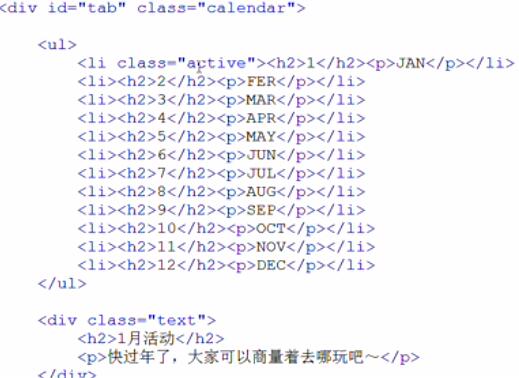 <div id="tab" class="calendar">
<ul>
<li class="active"><h2>1</h2><p>JAN</p></li>
<li><h2>2</h2><p>FER</p></li>
<li><h2>3</h2><p>MAR</p></li>
<li><h2>4</h2><p>APR</p></li>
<li><h2>5</h2><p>MAY</p></li>
<li><h2>6</h2><p>JUN</p></li>
<li><h2>7</h2><p>JUL</p></li>
<li><h2>8</h2><p>AUG</p></li>
<li><h2>9</h2><p>SEP</p></li>
<li><h2>10</h2><p>OCT</p></li>
<li><h2>11</h2><p>NOV</p></li>
<li><h2>12</h2><p>DEC</p></li>
</ul>
<div class="text">
<h2>1月活动</h2>
<p>快过年了，大家可以商量着去哪玩吧～</p>
</div>